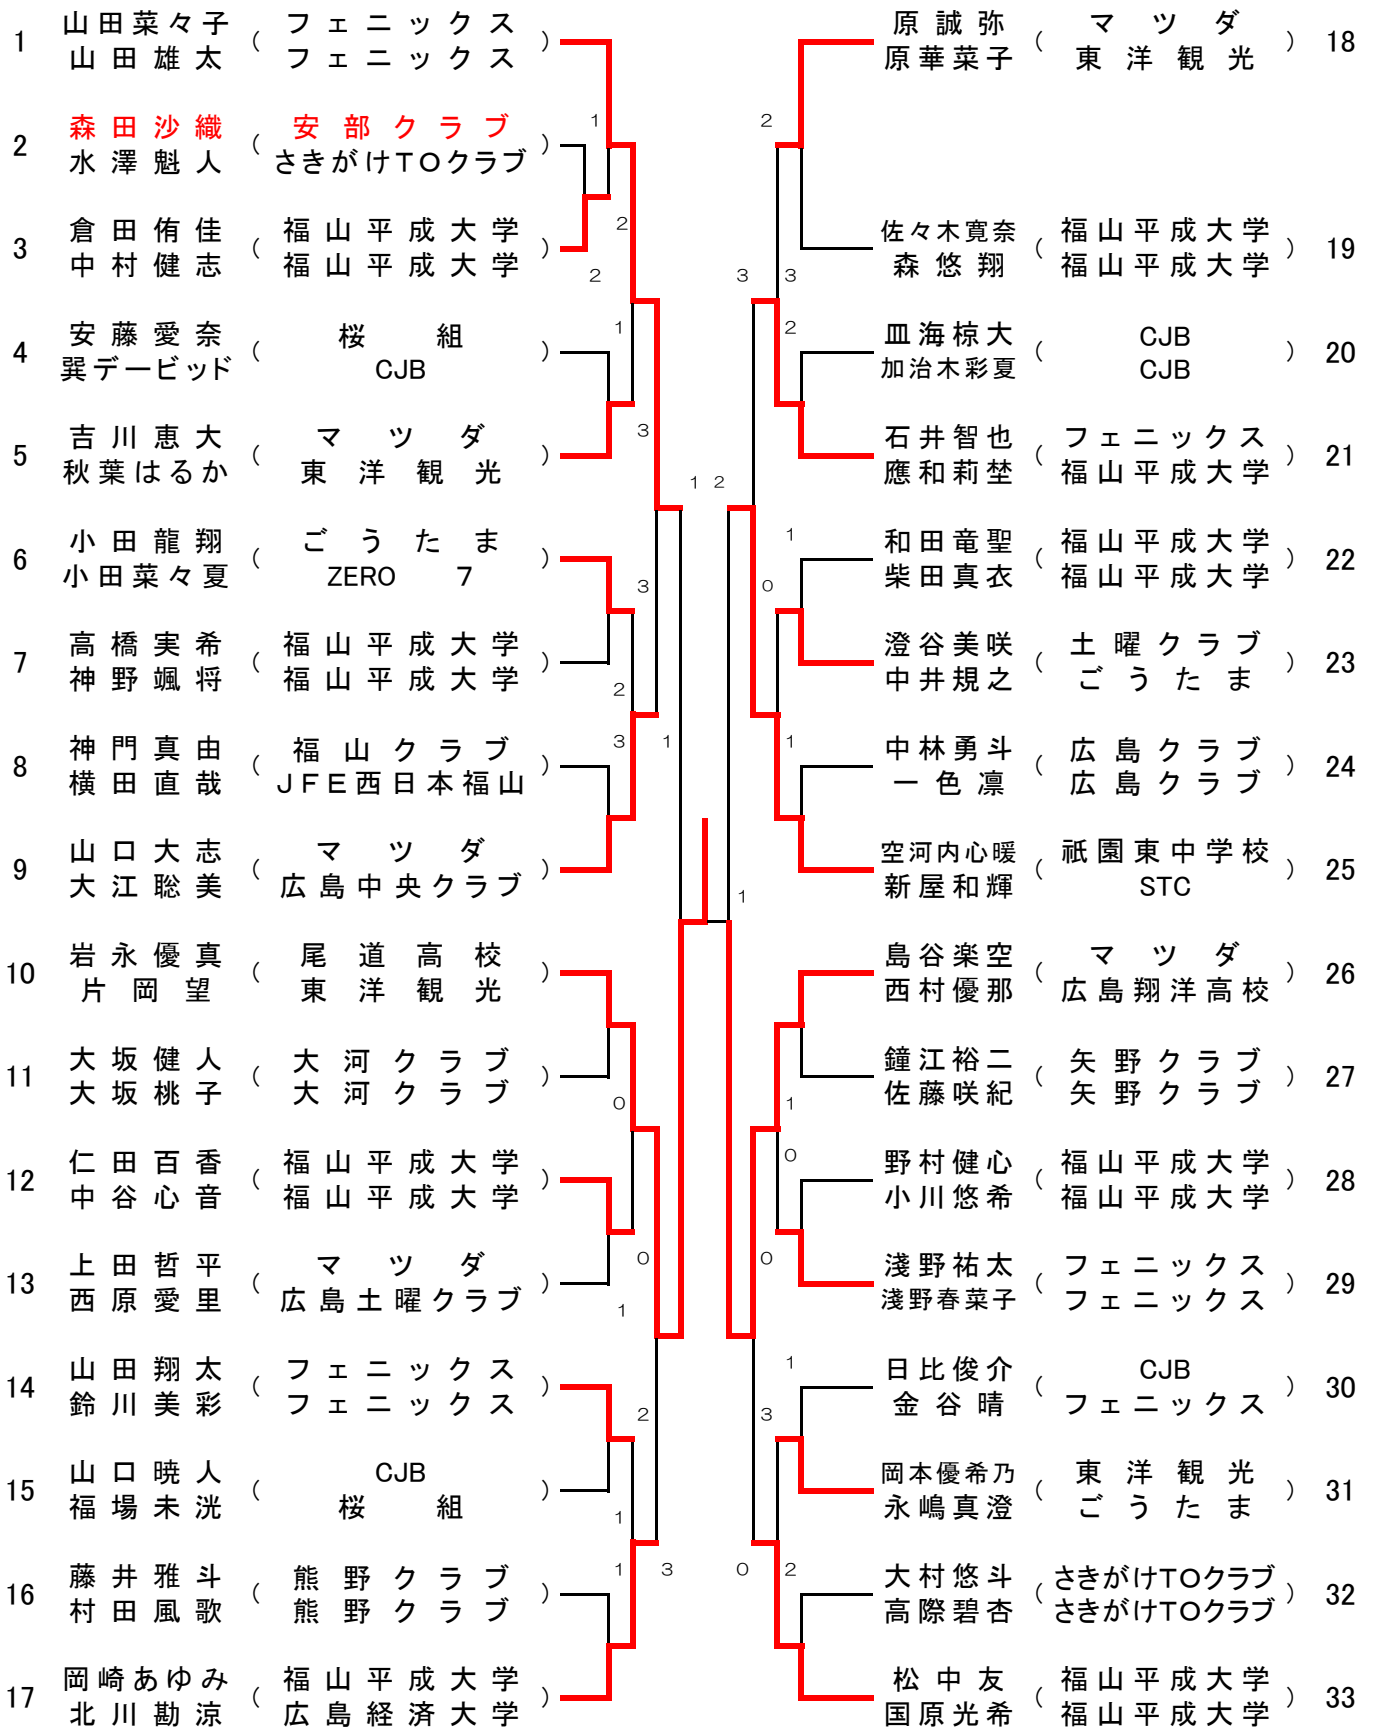 1 山田菜々子 山田雄太 ( フェニックス フェニックス )
2 森田沙織 水澤魁人 ( 安部クラブ さきがけTOクラブ )
3 倉田侑佳 中村健志 ( 福山平成大学 福山平成大学 )
4 安藤愛奈 巽デービッド ( 桜組 CJB )
5 吉川恵大 秋葉はるか ( マツダ 東洋観光 )
6 小田龍翔 小田菜々夏 ( ごうたま ZERO 7 )
7 高橋実希 神野颯将 ( 福山平成大学 福山平成大学 )
8 神門真由 横田直哉 ( 福山クラブ JFE西日本福山 )
9 山口大志 大江聡美 ( マツダ 広島中央クラブ )
10 岩永優真 片岡望 ( 尾道高校 東洋観光 )
11 大坂健人 大坂桃子 ( 大河クラブ 大河クラブ )
12 仁田百香 中谷心音 ( 福山平成大学 福山平成大学 )
13 上田哲平 西原愛里 ( マツダ 広島土曜クラブ )
14 山田翔太 鈴川美彩 ( フェニックス フェニックス )
15 山口暁人 福場未洸 ( CJB 桜組 )
16 藤井雅斗 村田風歌 ( 熊野クラブ 熊野クラブ )
17 岡崎あゆみ 北川勘涼 ( 福山平成大学 広島経済大学 )
1
2
2
1
3
3
2
3
1
0
0
1
2
1
1
3
1 2
1
2
3 3
2
1
0
1
1
0
0
1
3
0 2
原誠弥 原華菜子 ( マツダ 東洋観光 ) 18
佐々木寛奈 森悠翔 ( 福山平成大学 福山平成大学 ) 19
皿海椋大 加治木彩夏 ( CJB CJB ) 20
石井智也 應和莉埜 ( フェニックス 福山平成大学 ) 21
和田竜聖 柴田真衣 ( 福山平成大学 福山平成大学 ) 22
澄谷美咲 中井規之 ( 土曜クラブ ごうたま ) 23
中林勇斗 一色凛 ( 広島クラブ 広島クラブ ) 24
空河内心暖 新屋和輝 ( 祇園東中学校 STC ) 25
島谷楽空 西村優那 ( マツダ 広島翔洋高校 ) 26
鐘江裕二 佐藤咲紀 ( 矢野クラブ 矢野クラブ ) 27
野村健心 小川悠希 ( 福山平成大学 福山平成大学 ) 28
淺野祐太 淺野春菜子 ( フェニックス フェニックス ) 29
日比俊介 金谷晴 ( CJB フェニックス ) 30
岡本優希乃 永嶋真澄 ( 東洋観光 ごうたま ) 31
大村悠斗 高際碧杏 ( さきがけTOクラブ さきがけTOクラブ ) 32
松中友 国原光希 ( 福山平成大学 福山平成大学 ) 33